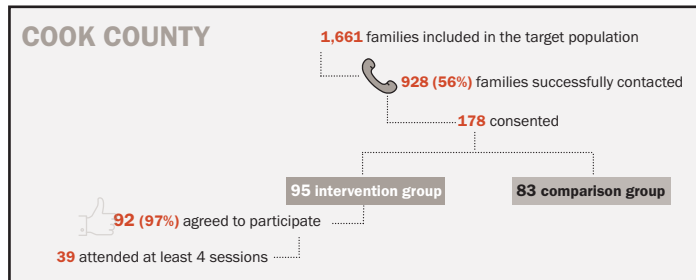 COOK COUNTY
1,661 families included in the target population
928 (56%) families successfully contacted
178 consented
95 intervention group
83 comparison group
92 (97%) agreed to participate
39 attended at least 4 sessions